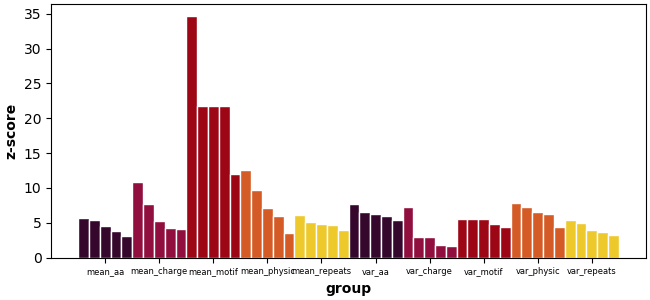 z-score
35
30
25
20
15
10
5
0
mean_aa mean_charge mean_motif mean_physic mean_repeats var_aa var_charge var_motif var_physic var_repeats
group